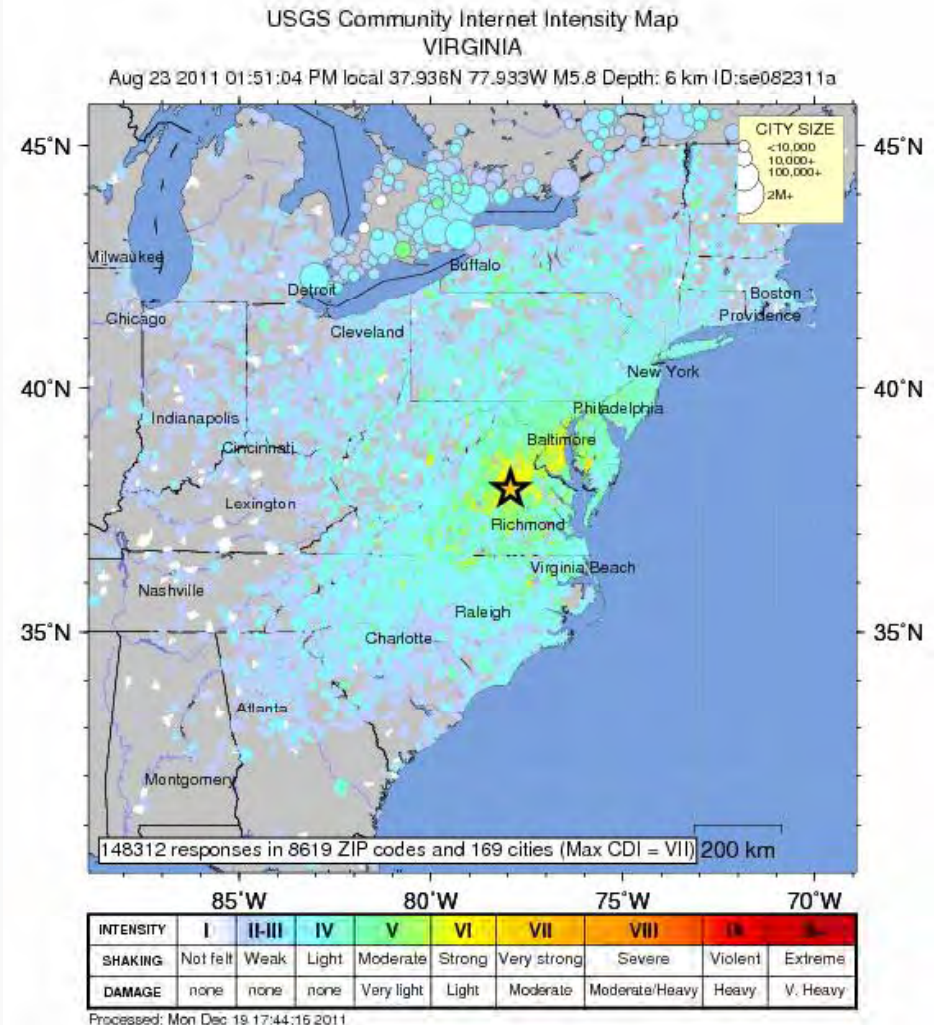 USGS Community Internet Intensity Map
VIRGINIA
Aug 23 2011 01:51:04 PM local 37.936N 77.933W M5.8 Depth: 6 km ID:se082311a
CITY SIZE
<10,000
10,000+
100,000+
2M+
45°N
45°N
Milwaukee
Buffalo
Detroit
Boston
Chicago
Providence
Cleveland
New York
40°N
40°N
Philadelphia
Indianapolis
Baltimore
Cincinnati
Lexington
Richmond
Virginia Beach
Nashville
Raleigh
35°N
35°N
Charlotte
Atlanta
Montgomery
148312 responses in 8619 ZIP codes and 169 cities (Max CDI = VII)
200 km
85°W 80°W 75°W 70°W
INTENSITY I II-III IV V VI VII VIII IX
SHAKING Not felt Weak Light Moderate Strong Very strong Severe Violent Extreme
DAMAGE none none none Very light Light Moderate Moderate/Heavy Heavy V. Heavy
Processed: Mon Dec 19 17:44:16 2011